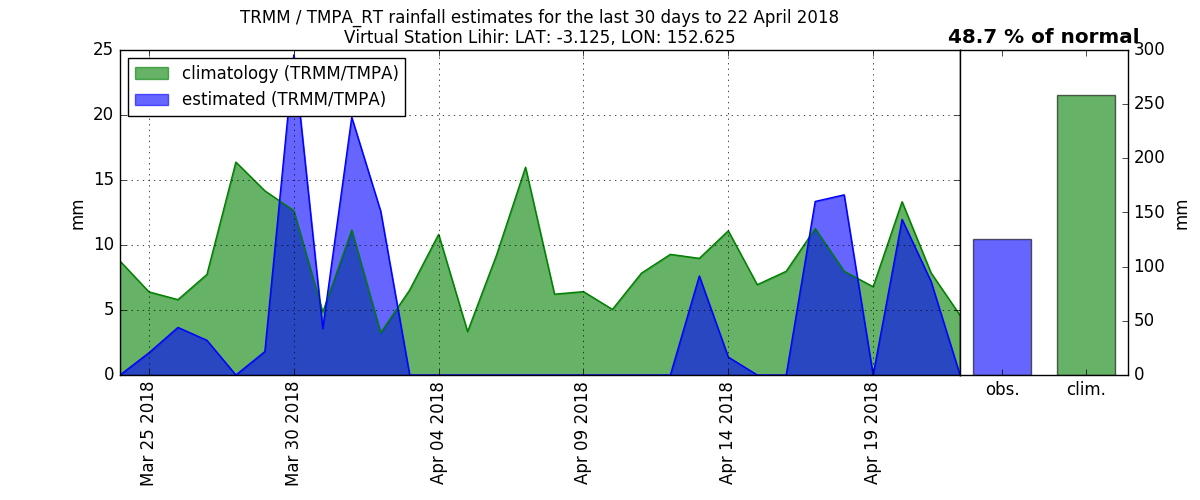 TRMM / TMPA_RT rainfall estimates for the last 30 days to 22 April 2018
Virtual Station Lihir: LAT: -3.125, LON: 152.625
48.7 % of normal
climatology (TRMM/TMPA)
estimated (TRMM/TMPA)
25
20
15
10
5
0
mm
Mar 25 2018
Mar 30 2018
Apr 04 2018
Apr 09 2018
Apr 14 2018
Apr 19 2018
obs.
clim.
300
250
200
150
100
50
0
mm